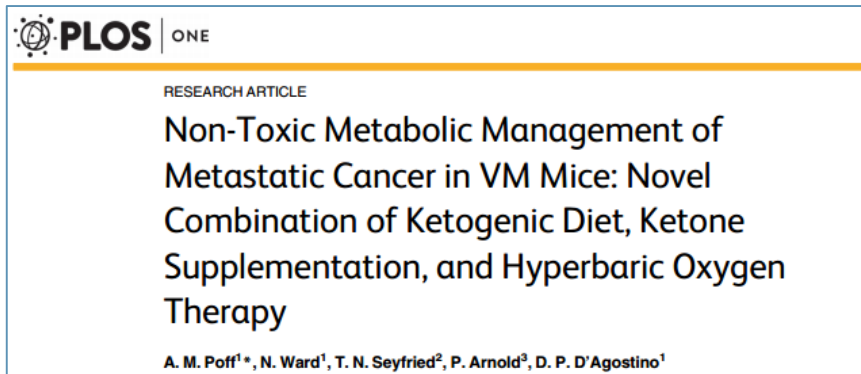 PLOS | ONE
RESEARCH ARTICLE
Non-Toxic Metabolic Management of
Metastatic Cancer in VM Mice: Novel
Combination of Ketogenic Diet, Ketone
Supplementation, and Hyperbaric Oxygen
Therapy
A. M. Poff¹*, N. Ward¹, T. N. Seyfried², P. Arnold³, D. P. D’Agostino¹